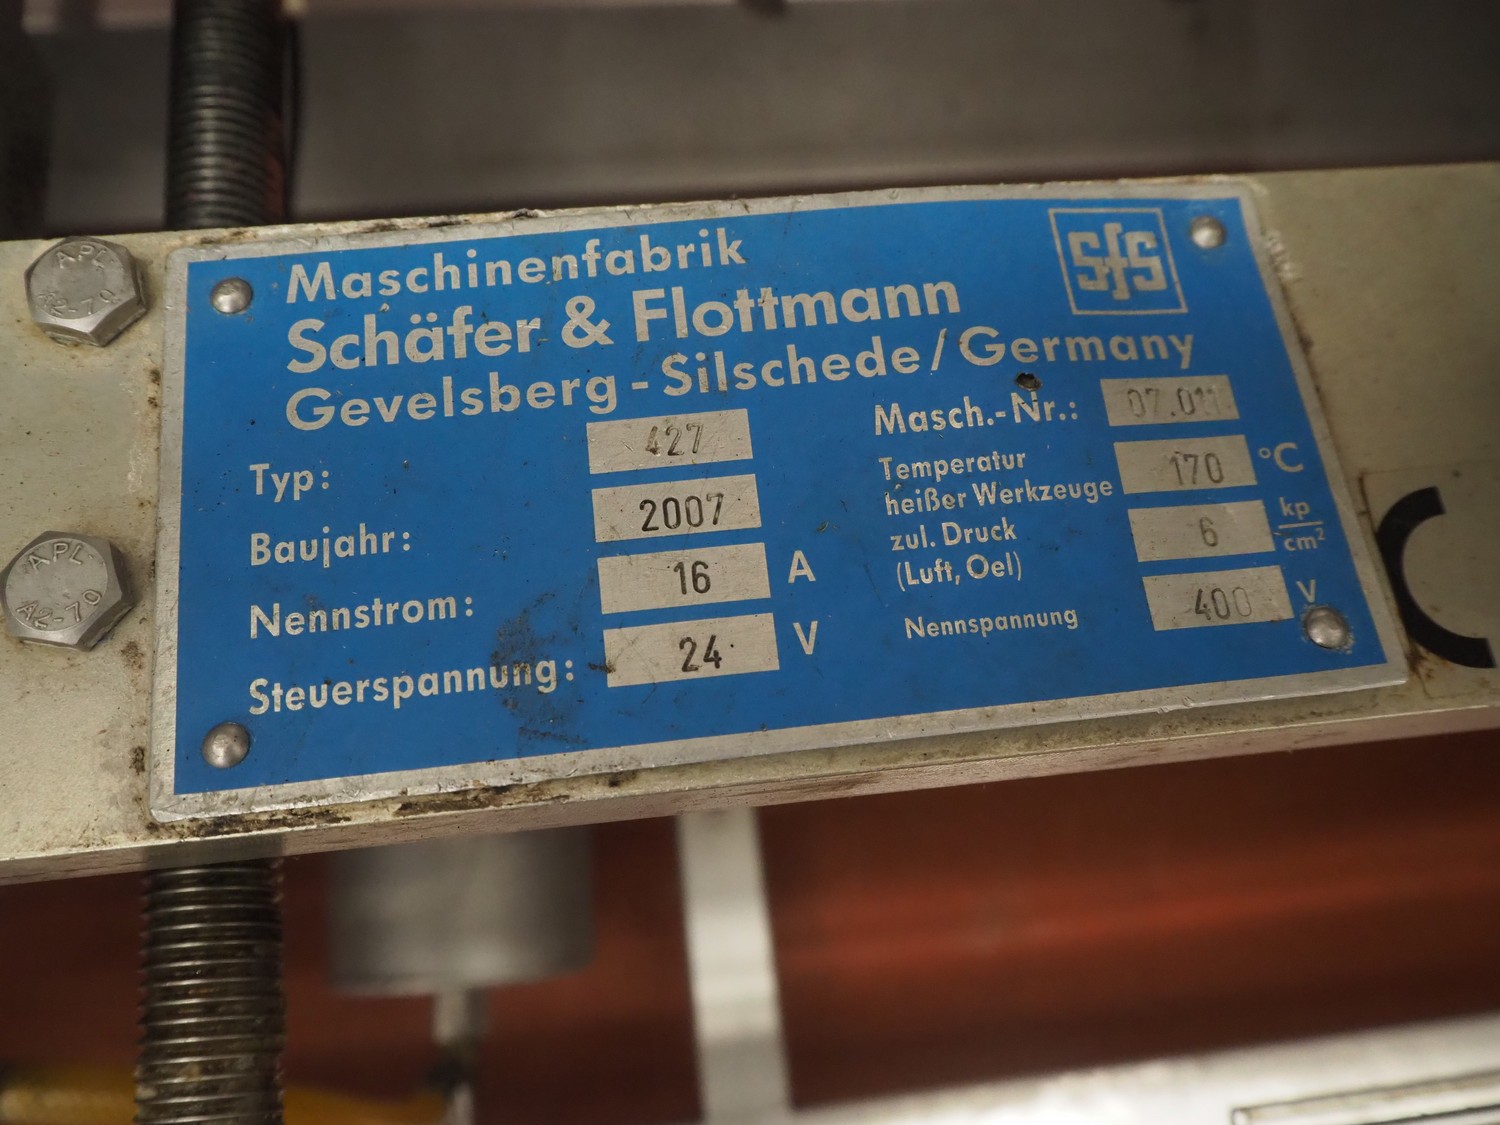 Maschinenfabrik
Schäfer & Flottmann
Gevelsberg - Silschede / Germany
sfs
Typ: 427
Baujahr: 2007
Nennstrom: 16 A
Steuerspannung: 24 V
Masch.-Nr.: 07.011
Temperatur
heißer Werkzeuge 170 °C
zul. Druck
(Luft, Oel) 6 kp/cm²
Nennspannung 400 V
APL
A2-70
APL
A2-70